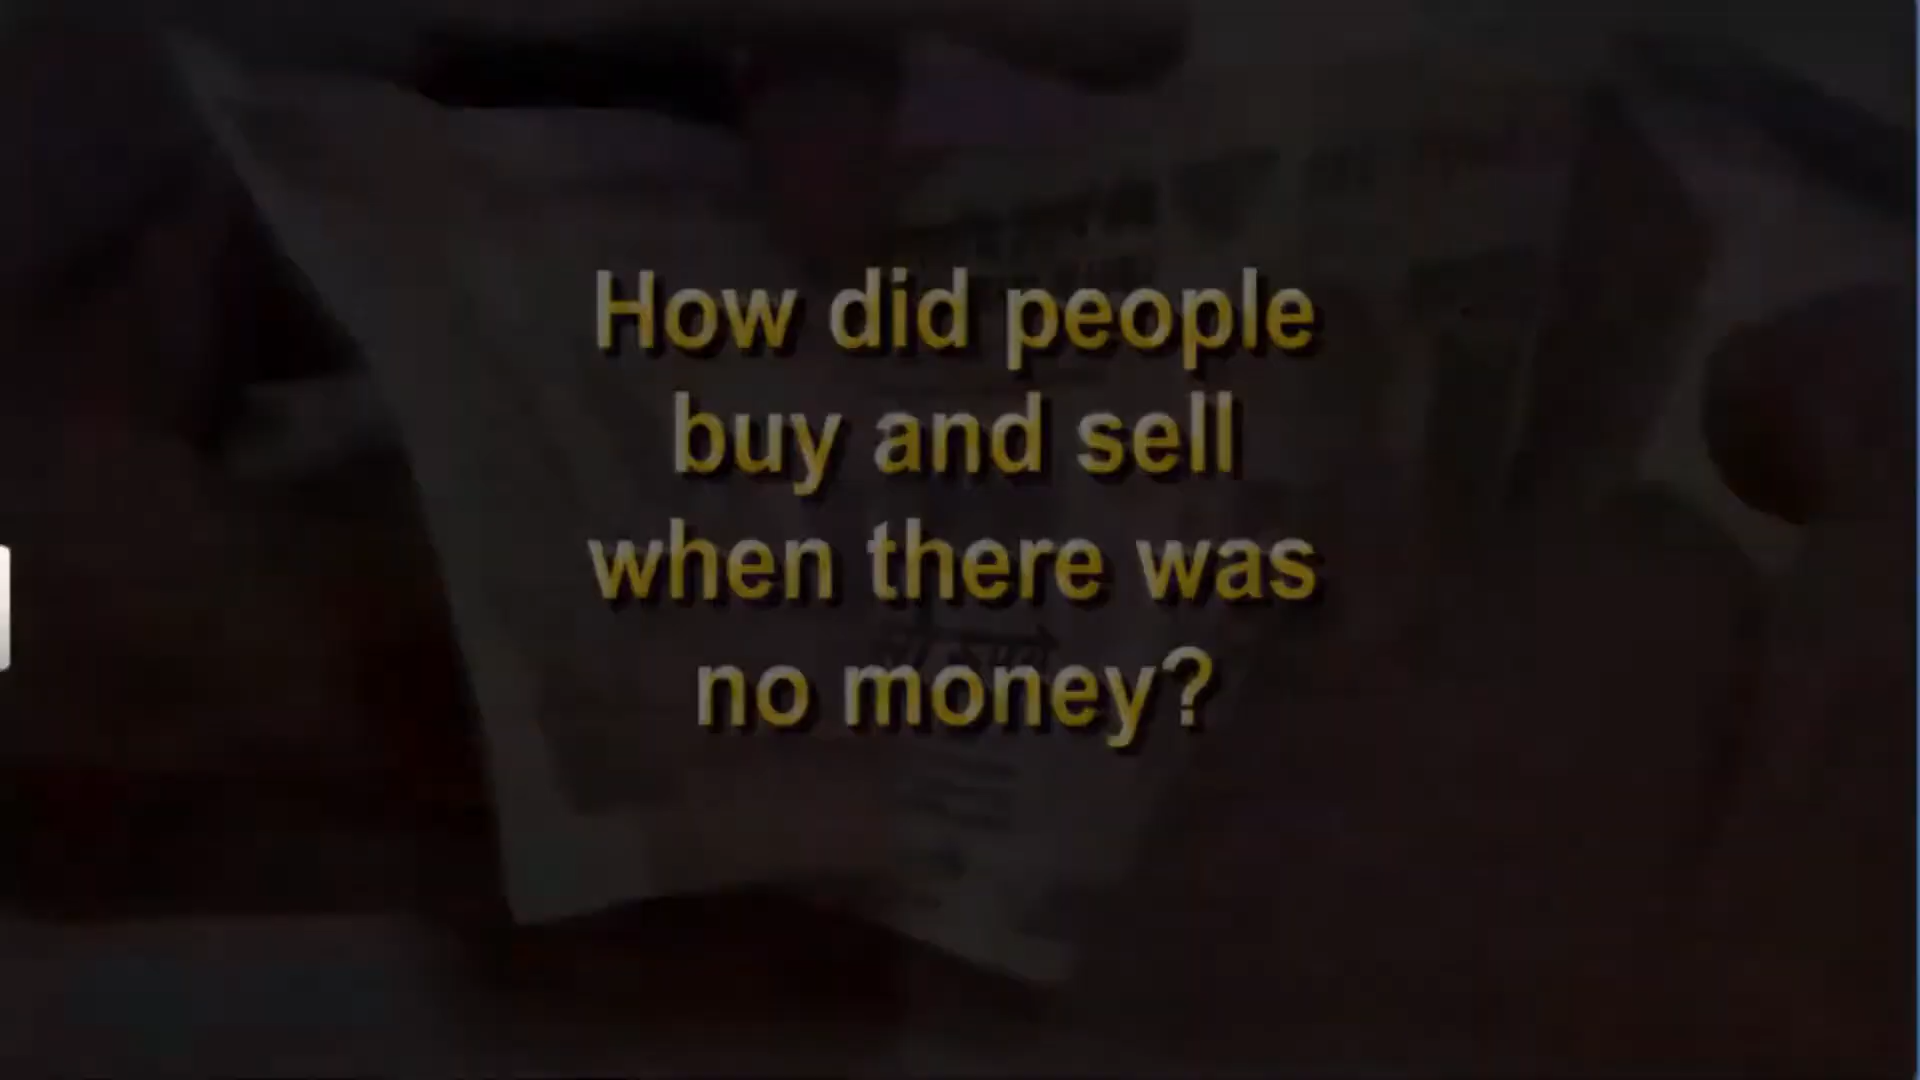 How did people
buy and sell
when there was
no money?